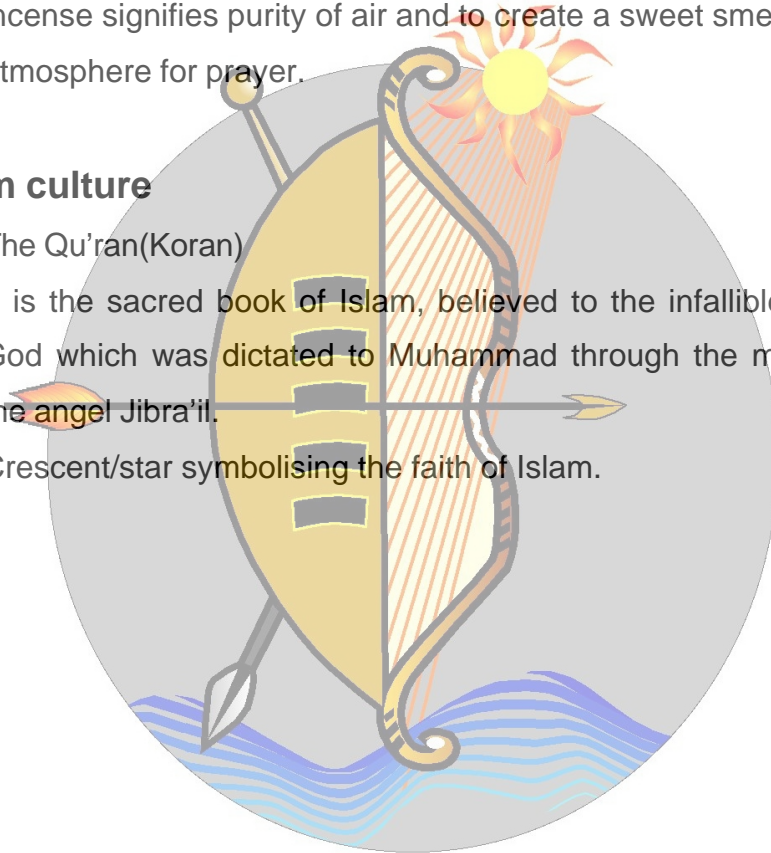 ncense signifies purity of air and to create a sweet sme
tmosphere for prayer.
m culture
The Qu’ran(Koran)
is the sacred book of Islam, believed to the infallible
God which was dictated to Muhammad through the m
he angel Jibra’il.
Crescent/star symbolising the faith of Islam.